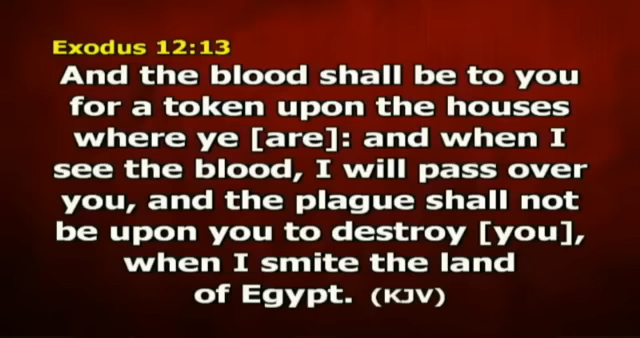 Exodus 12:13
And the blood shall be to you
for a token upon the houses
where ye [are]: and when I
see the blood, I will pass over
you, and the plague shall not
be upon you to destroy [you],
when I smite the land
of Egypt. (KJV)